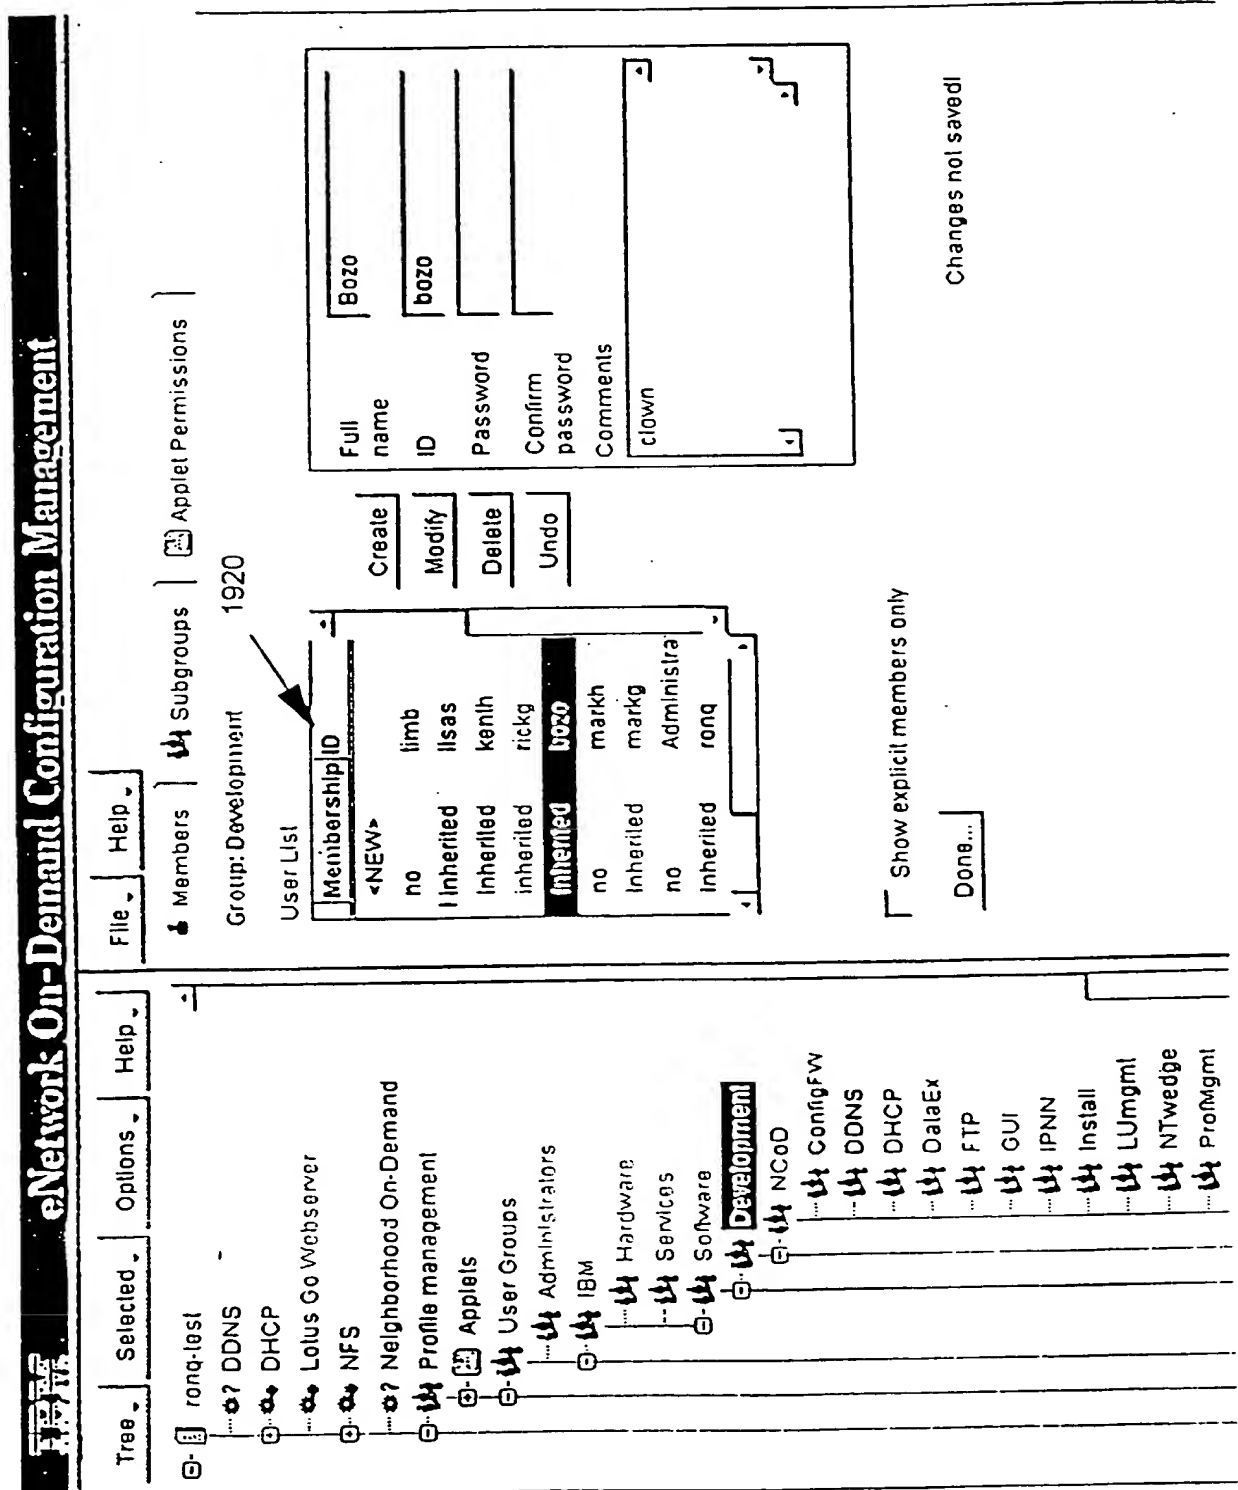 IBM eNetwork On-Demand Configuration Management
Tree Selected Options Help
ronq-test
? DDNS
DHCP
Lotus Go Webserver
NFS
? Neighborhood On-Demand
Profile management
Applets
User Groups
Administrators
IBM
Hardware
Services
Software
Development
NCoD
ConfigFW
DDNS
DHCP
DataEx
FTP
GUI
IPNN
Install
LUmgmt
NTwedge
ProfMgmt
File Help
Members Subgroups Applet Permissions
Group: Development
1920
User List
Membership ID
<NEW>
no timb
Inherited lisas
Inherited kenth
inherited rickg
Inherited bozo
no markh
Inherited markg
no Administra
Inherited ronq
Create
Modify
Delete
Undo
Full name Bozo
ID bozo
Password
Confirm password
Comments
clown
Show explicit members only
Done...
Changes not saved!